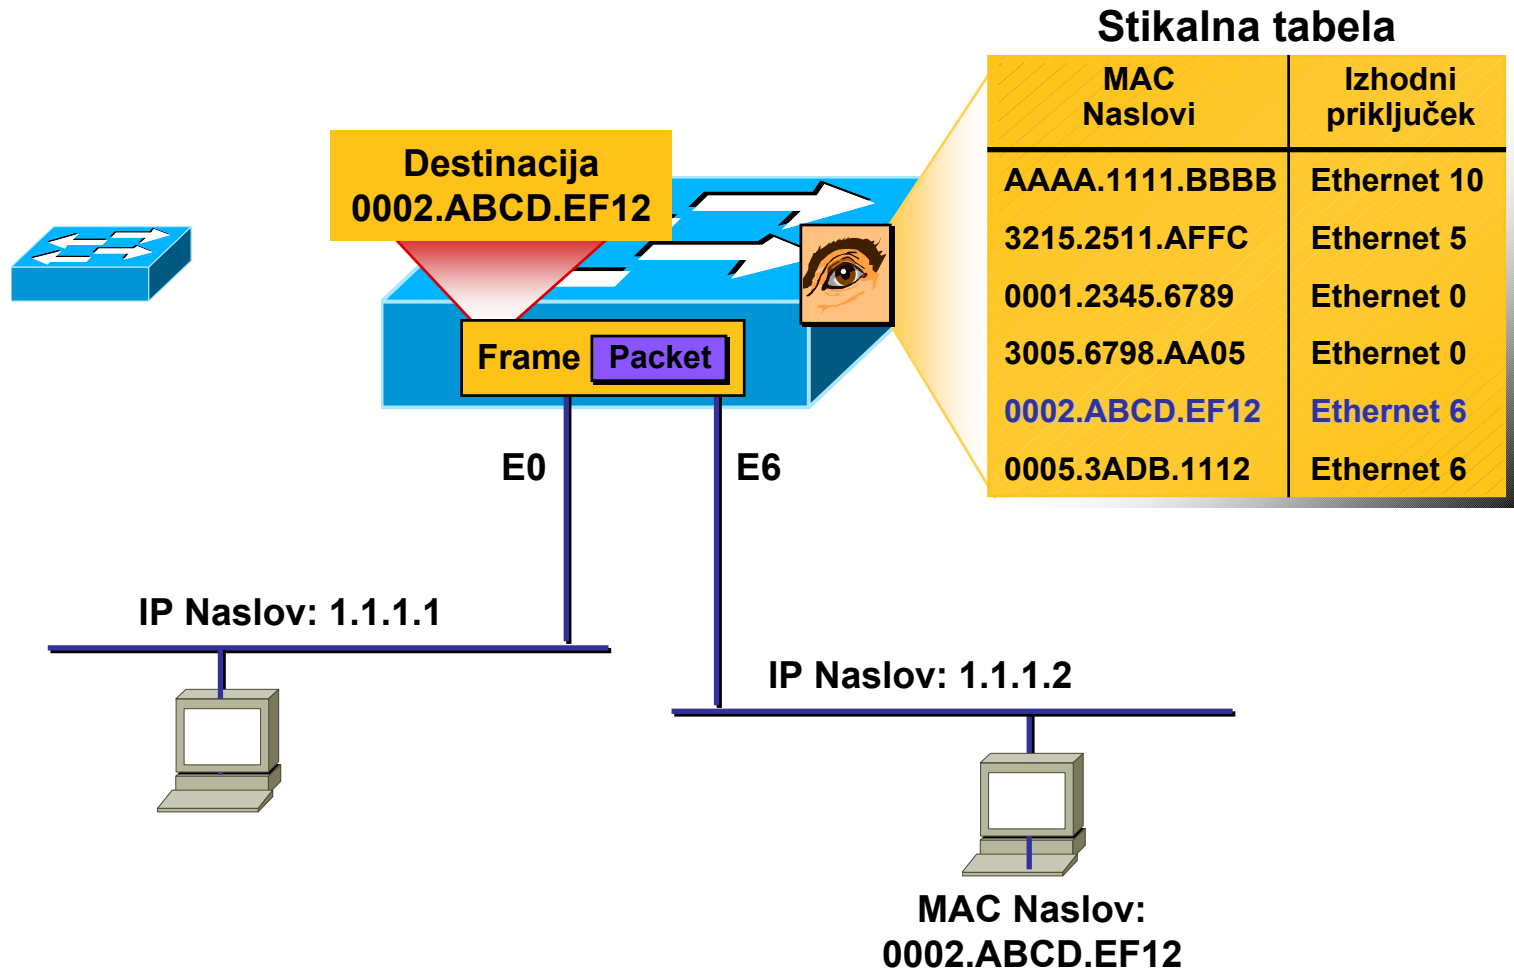 Stikalna tabela
MAC
Naslovi
Izhodni
priključek
AAAA.1111.BBBB Ethernet 10
3215.2511.AFFC Ethernet 5
0001.2345.6789 Ethernet 0
3005.6798.AA05 Ethernet 0
0002.ABCD.EF12 Ethernet 6
0005.3ADB.1112 Ethernet 6
Destinacija
0002.ABCD.EF12
Frame Packet
E0 E6
IP Naslov: 1.1.1.1
IP Naslov: 1.1.1.2
MAC Naslov:
0002.ABCD.EF12